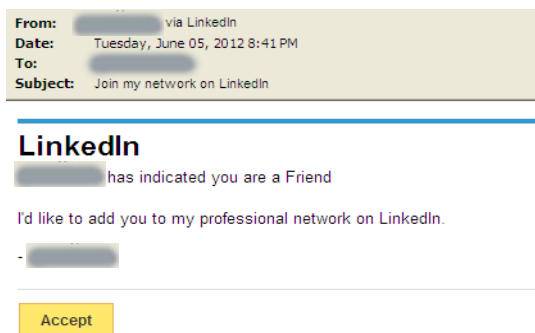 From: via LinkedIn
Date: Tuesday, June 05, 2012 8:41 PM
To:
Subject: Join my network on LinkedIn
LinkedIn
has indicated you are a Friend
I'd like to add you to my professional network on LinkedIn.
-
Accept